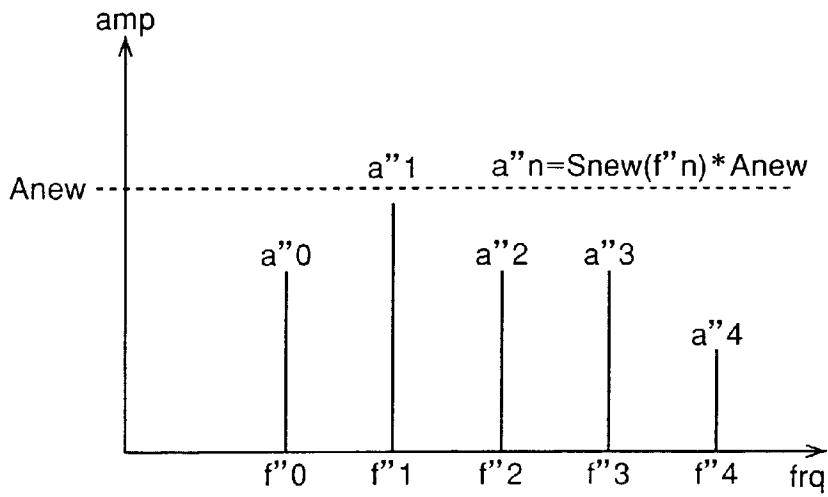 amp
a”1 a”n=Snew(f”n)*Anew
Anew
a”0 a”2 a”3
a”4
f”0 f”1 f”2 f”3 f”4 frq